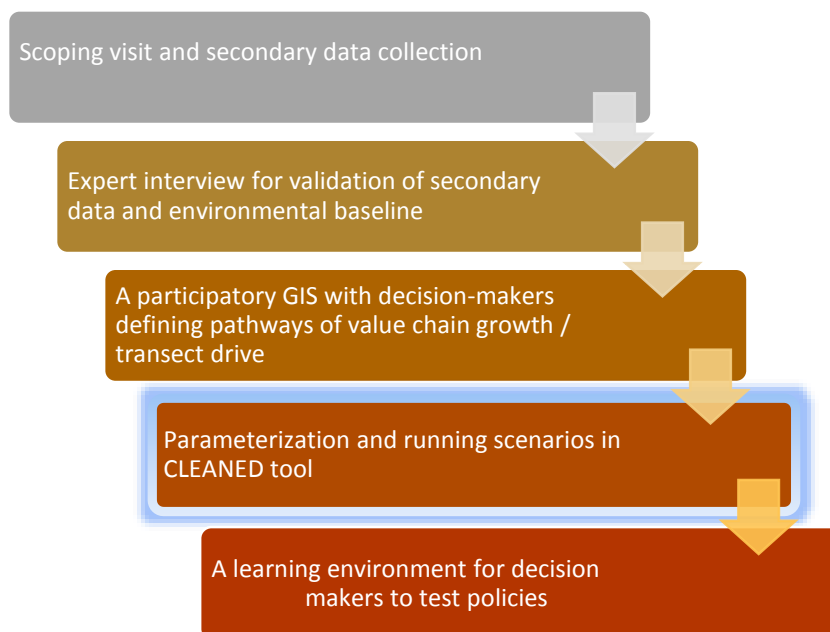 Scoping visit and secondary data collection
Expert interview for validation of secondary
data and environmental baseline
A participatory GIS with decision-makers
defining pathways of value chain growth /
transect drive
Parameterization and running scenarios in
CLEANED tool
A learning environment for decision
makers to test policies